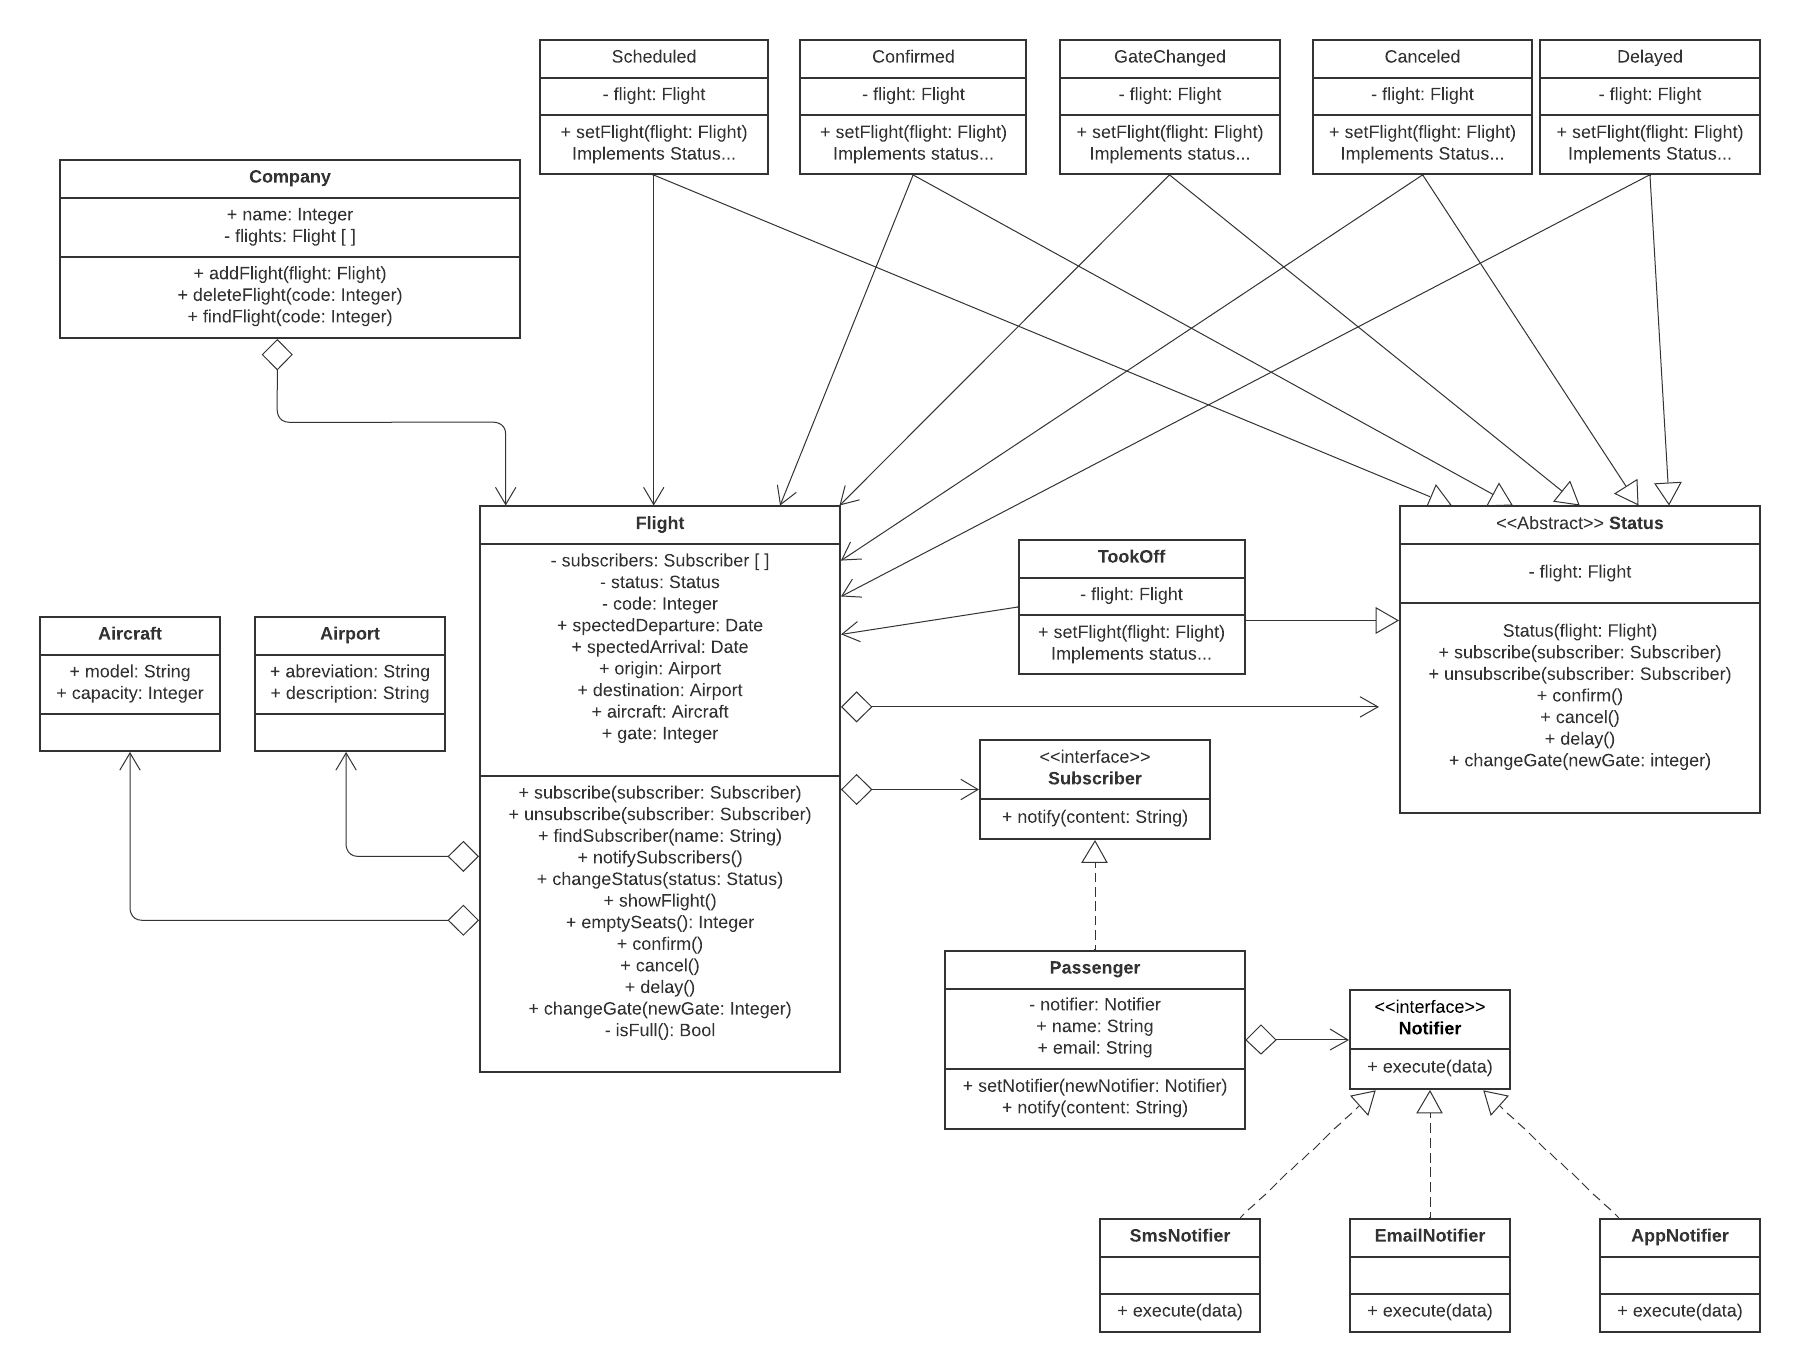 Scheduled
- flight: Flight
+ setFlight(flight: Flight)
Implements Status...
Confirmed
- flight: Flight
+ setFlight(flight: Flight)
Implements status...
GateChanged
- flight: Flight
+ setFlight(flight: Flight)
Implements status...
Canceled
- flight: Flight
+ setFlight(flight: Flight)
Implements Status...
Delayed
- flight: Flight
+ setFlight(flight: Flight)
Implements Status...
Company
+ name: Integer
- flights: Flight [ ]
+ addFlight(flight: Flight)
+ deleteFlight(code: Integer)
+ findFlight(code: Integer)
Flight
- subscribers: Subscriber [ ]
- status: Status
- code: Integer
+ spectedDeparture: Date
+ spectedArrival: Date
+ origin: Airport
+ destination: Airport
+ aircraft: Aircraft
+ gate: Integer
+ subscribe(subscriber: Subscriber)
+ unsubscribe(subscriber: Subscriber)
+ findSubscriber(name: String)
+ notifySubscribers()
+ changeStatus(status: Status)
+ showFlight()
+ emptySeats(): Integer
+ confirm()
+ cancel()
+ delay()
+ changeGate(newGate: Integer)
- isFull(): Bool
TookOff
- flight: Flight
+ setFlight(flight: Flight)
Implements status...
<<Abstract>> Status
- flight: Flight
Status(flight: Flight)
+ subscribe(subscriber: Subscriber)
+ unsubscribe(subscriber: Subscriber)
+ confirm()
+ cancel()
+ delay()
+ changeGate(newGate: integer)
Aircraft
+ model: String
+ capacity: Integer
Airport
+ abreviation: String
+ description: String
<<interface>>
Subscriber
+ notify(content: String)
Passenger
- notifier: Notifier
+ name: String
+ email: String
+ setNotifier(newNotifier: Notifier)
+ notify(content: String)
<<interface>>
Notifier
+ execute(data)
SmsNotifier
+ execute(data)
EmailNotifier
+ execute(data)
AppNotifier
+ execute(data)